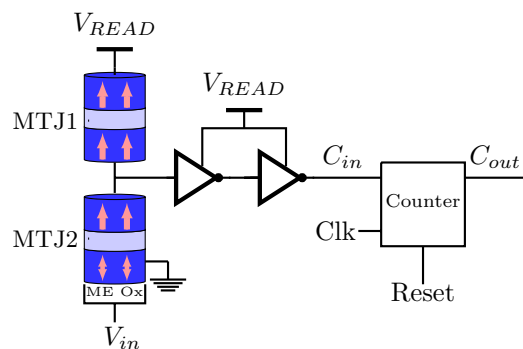 V_READ
MTJ1
V_READ
MTJ2
ME Ox
V_in
C_in
C_out
Counter
Clk
Reset